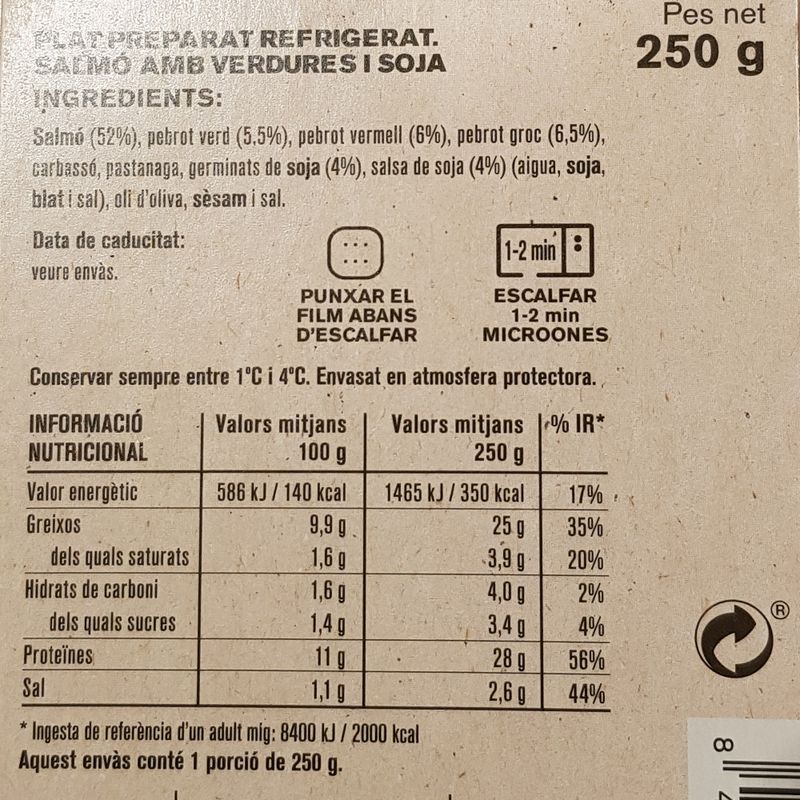 Pes net
250 g
PLAT PREPARAT REFRIGERAT.
SALMÓ AMB VERDURES I SOJA
INGREDIENTS:
Salmó (52%), pebrot verd (5,5%), pebrot vermell (6%), pebrot groc (6,5%),
carbassó, pastanaga, germinats de soja (4%), salsa de soja (4%) (aigua, soja,
blat i sal), oli d'oliva, sèsam i sal.
Data de caducitat:
veure envàs.
1-2 min
PUNXAR EL
FILM ABANS
D'ESCALFAR
ESCALFAR
1-2 min
MICROONES
Conservar sempre entre 1°C i 4°C. Envasat en atmosfera protectora.
INFORMACIÓ NUTRICIONAL Valors mitjans 100 g Valors mitjans 250 g % IR*
Valor energètic 586 kJ / 140 kcal 1465 kJ / 350 kcal 17%
Greixos 9,9 g 25 g 35%
dels quals saturats 1,6 g 3,9 g 20%
Hidrats de carboni 1,6 g 4,0 g 2%
dels quals sucres 1,4 g 3,4 g 4%
Proteïnes 11 g 28 g 56%
Sal 1,1 g 2,6 g 44%
* Ingesta de referència d'un adult mig: 8400 kJ / 2000 kcal
Aquest envàs conté 1 porció de 250 g.
®
8